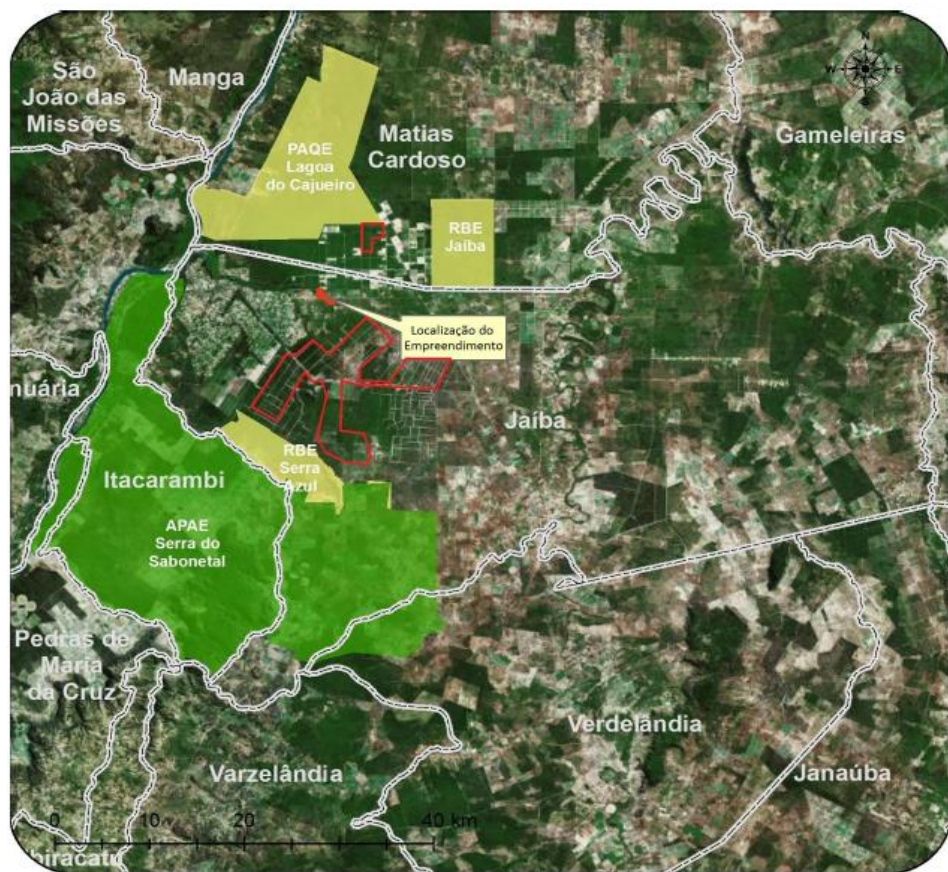 São
João das
Missões
Manga
Matias
Cardoso
Gameleiras
N
W
E
S
PAQE
Lagoa
do Cajueiro
RBE
Jaíba
Localização do
Empreendimento
nuária
Jaíba
RBE
Serra
Azul
Itacarambi
APAE
Serra do
Sabonetal
Pedras de
Maria
da Cruz
Verdelândia
Varzelândia
Janaúba
0 10 20 40 km
biracatu